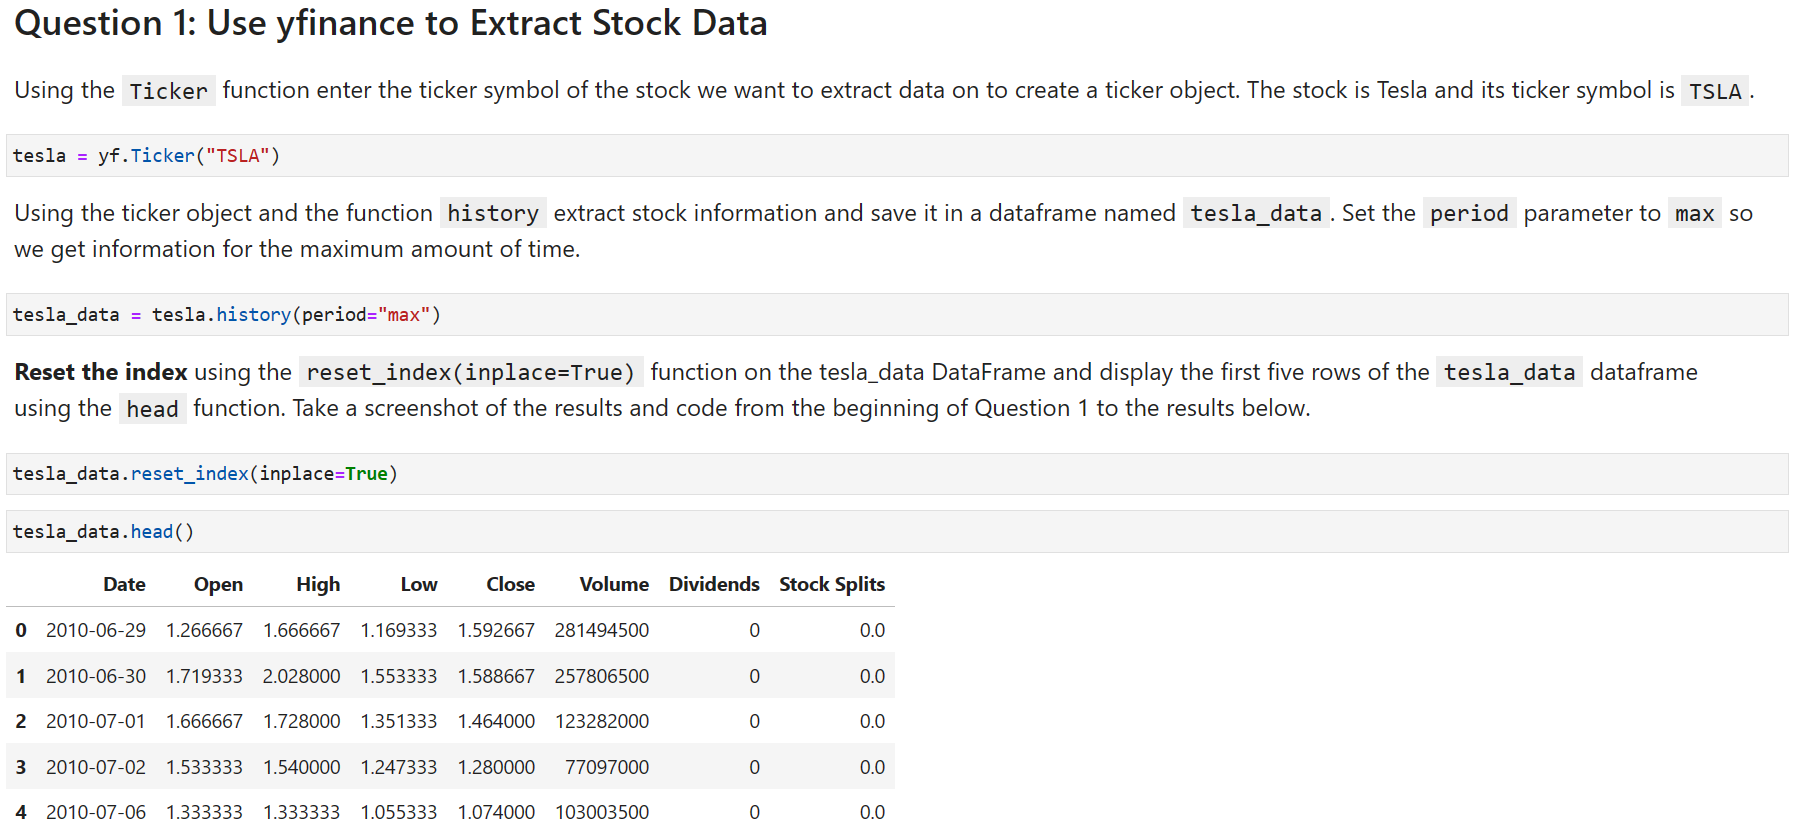 Question 1: Use yfinance to Extract Stock Data
Using the Ticker function enter the ticker symbol of the stock we want to extract data on to create a ticker object. The stock is Tesla and its ticker symbol is TSLA.
tesla = yf.Ticker("TSLA")
Using the ticker object and the function history extract stock information and save it in a dataframe named tesla_data. Set the period parameter to max so
we get information for the maximum amount of time.
tesla_data = tesla.history(period="max")
Reset the index using the reset_index(inplace=True) function on the tesla_data DataFrame and display the first five rows of the tesla_data dataframe
using the head function. Take a screenshot of the results and code from the beginning of Question 1 to the results below.
tesla_data.reset_index(inplace=True)
tesla_data.head()
Date Open High Low Close Volume Dividends Stock Splits
0 2010-06-29 1.266667 1.666667 1.169333 1.592667 281494500 0 0.0
1 2010-06-30 1.719333 2.028000 1.553333 1.588667 257806500 0 0.0
2 2010-07-01 1.666667 1.728000 1.351333 1.464000 123282000 0 0.0
3 2010-07-02 1.533333 1.540000 1.247333 1.280000 77097000 0 0.0
4 2010-07-06 1.333333 1.333333 1.055333 1.074000 103003500 0 0.0